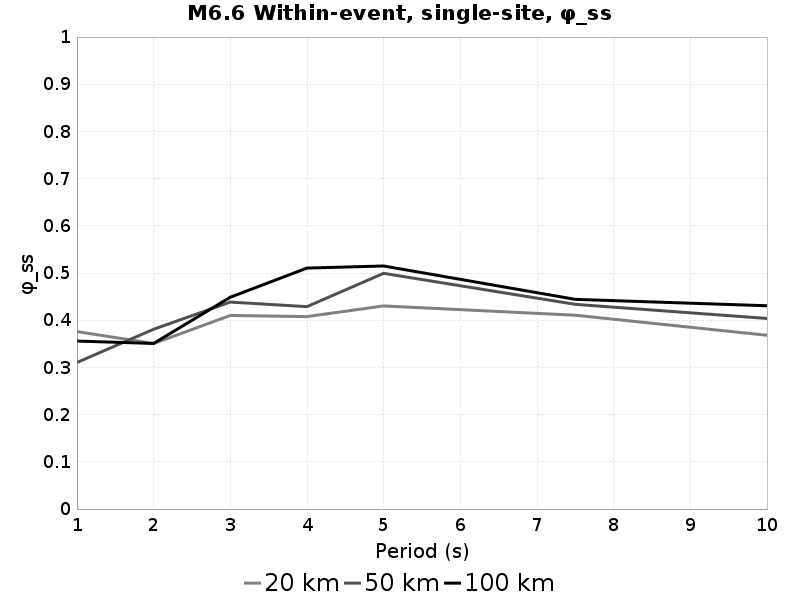 M6.6 Within-event, single-site, φ_ss
1
0.9
0.8
0.7
0.6
0.5
0.4
0.3
0.2
0.1
0
φ_ss
1 2 3 4 5 6 7 8 9 10
Period (s)
20 km 50 km 100 km